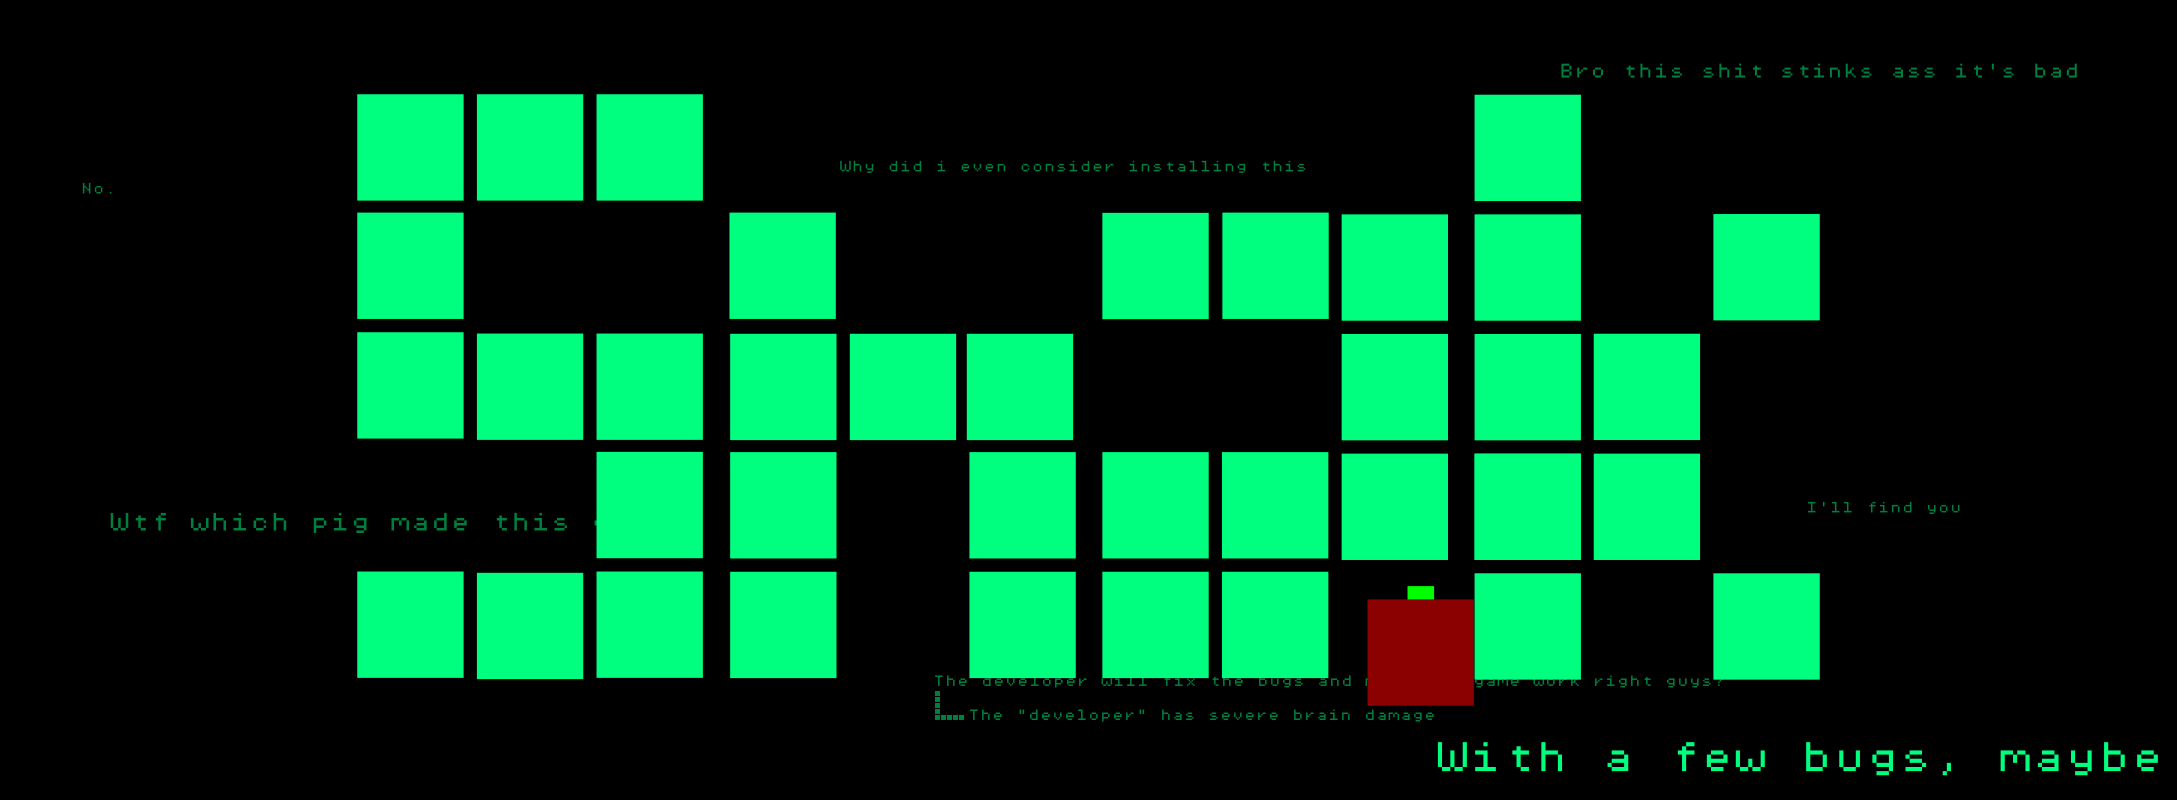 Bro this shit stinks ass it's bad
Why did i even consider installing this
No.
Snak
I'll find you
Wtf which pig made this
The developer will fix the bugs and game work right guys?
The "developer" has severe brain damage
With a few bugs, maybe